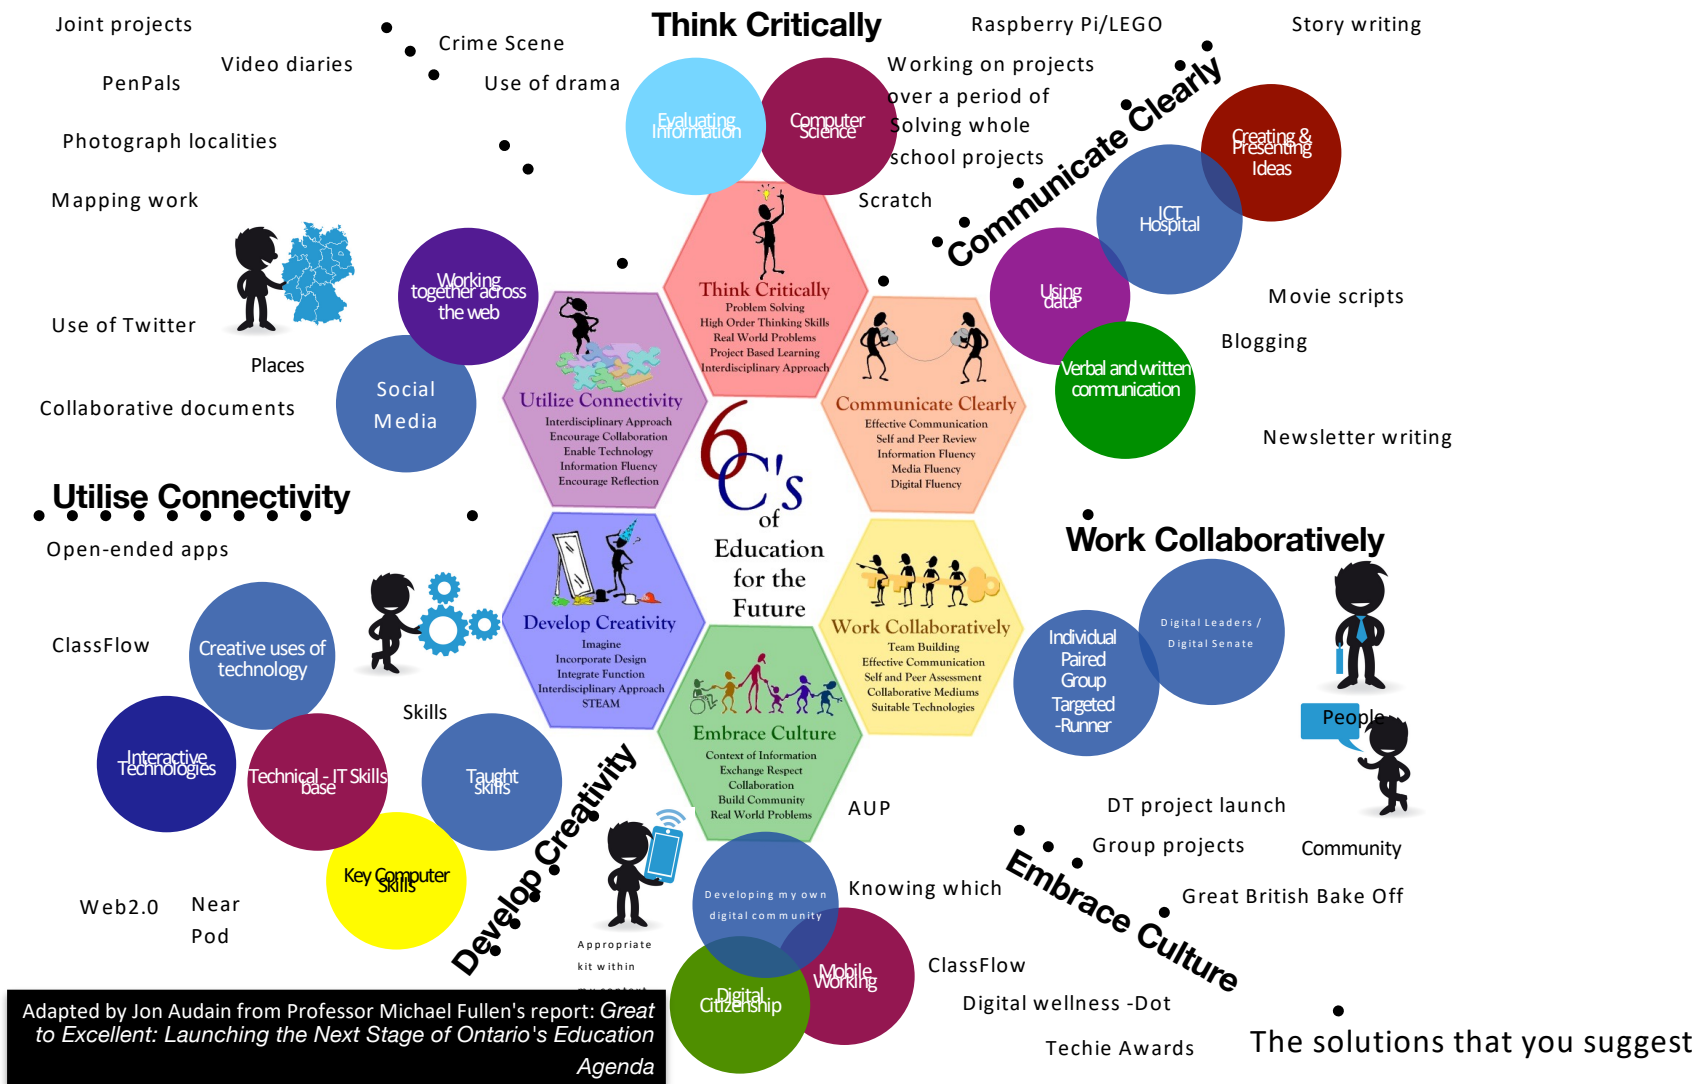 Joint projects
Video diaries
PenPals
Photograph localities
Mapping work
Use of Twitter
Places
Collaborative documents
Crime Scene
Use of drama
Working
together across
the web
Social
Media
Utilise Connectivity
Think Critically
Evaluating
Information
Computer
Science
Raspberry Pi/LEGO
Working on projects
over a period of
Solving whole
school projects
Scratch
Communicate Clearly
Story writing
Creating &
Presenting
Ideas
ICT
Hospital
Using
data
Verbal and written
communication
Movie scripts
Blogging
Newsletter writing
Think Critically
Problem Solving
High Order Thinking Skills
Real World Problems
Project Based Learning
Interdisciplinary Approach
Utilize Connectivity
Interdisciplinary Approach
Encourage Collaboration
Enable Technology
Information Fluency
Encourage Reflection
Communicate Clearly
Effective Communication
Self and Peer Review
Information Fluency
Media Fluency
Digital Fluency
6
C's
of
Education
for the
Future
Develop Creativity
Imagine
Incorporate Design
Integrate Function
Interdisciplinary Approach
STEAM
Work Collaboratively
Team Building
Effective Communication
Self and Peer Assessment
Collaborative Mediums
Suitable Technologies
Embrace Culture
Context of Information
Exchange Respect
Collaboration
Build Community
Real World Problems
Open-ended apps
ClassFlow
Creative uses of
technology
Skills
Interactive
Technologies
Technical - IT Skills
base
Taught
skills
Key Computer
Skills
Web2.0
Near
Pod
Develop Creativity
Work Collaboratively
Individual
Paired
Group
Targeted
-Runner
Digital Leaders /
Digital Senate
People
DT project launch
Group projects
Community
Great British Bake Off
Embrace Culture
AUP
Knowing which
Developing my own
digital community
Mobile
Working
Digital
Citizenship
Appropriate
kit within
my context
ClassFlow
Digital wellness -Dot
Techie Awards
The solutions that you suggest
Adapted by Jon Audain from Professor Michael Fullen's report: Great
to Excellent: Launching the Next Stage of Ontario's Education
Agenda